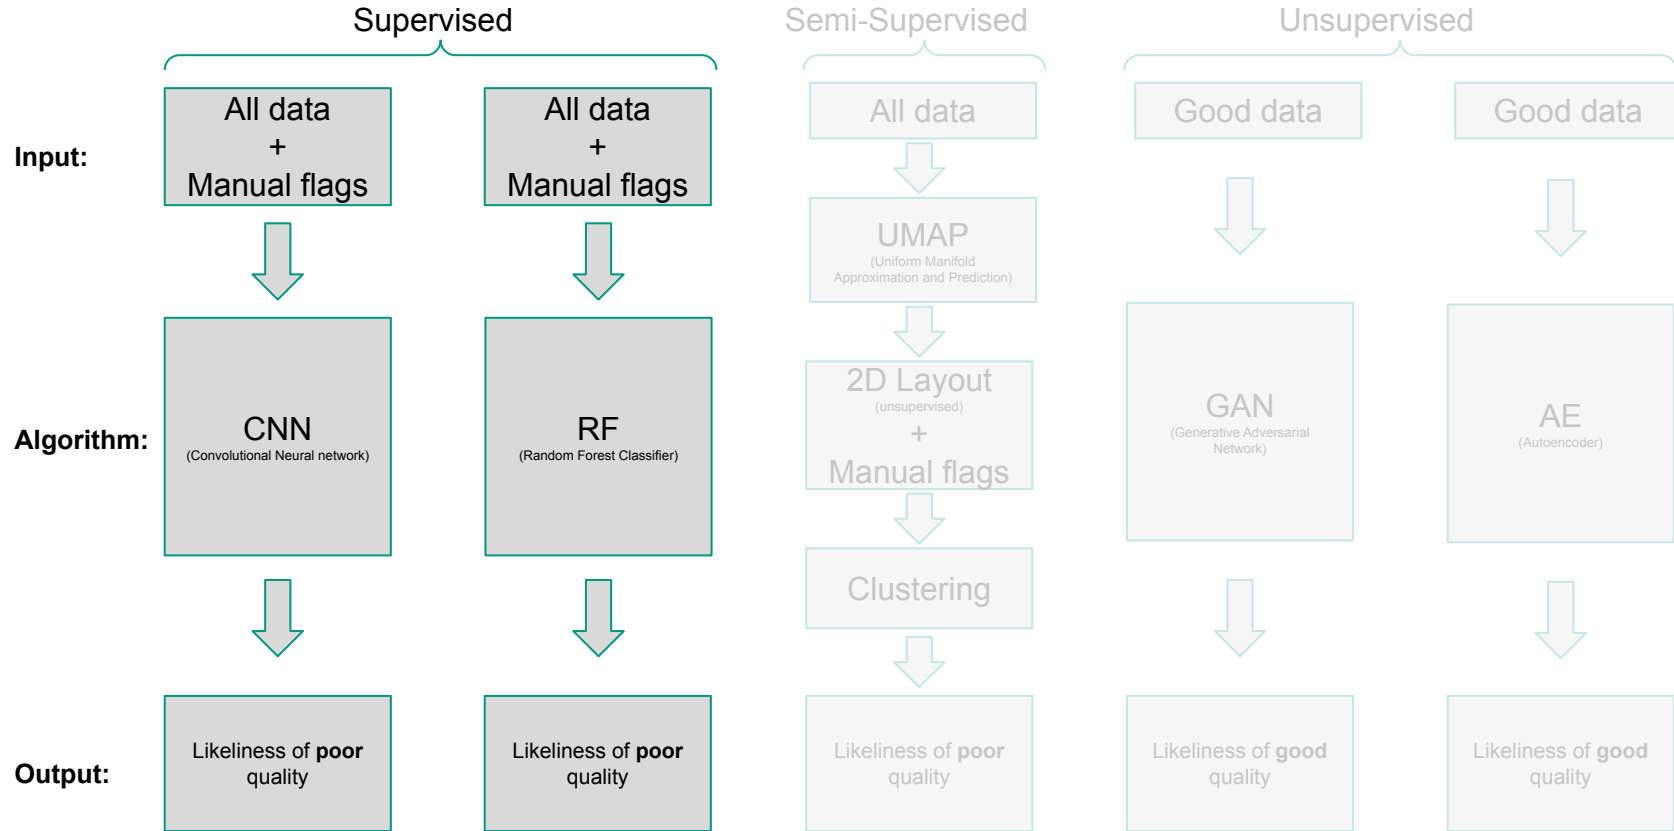 Supervised
Semi-Supervised
Unsupervised
Input:
All data
+
Manual flags
All data
+
Manual flags
All data
Good data
Good data
UMAP
(Uniform Manifold
Approximation and Prediction)
Algorithm:
CNN
(Convolutional Neural network)
RF
(Random Forest Classifier)
2D Layout
(unsupervised)
+
Manual flags
Clustering
GAN
(Generative Adversarial
Network)
AE
(Autoencoder)
Output:
Likeliness of poor
quality
Likeliness of poor
quality
Likeliness of poor
quality
Likeliness of good
quality
Likeliness of good
quality